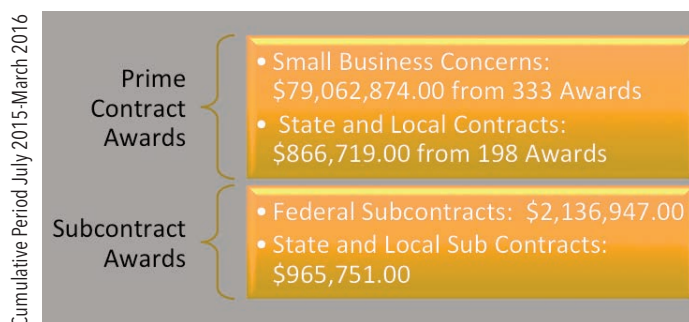 Cumulative Period July 2015-March 2016
Prime
Contract
Awards
• Small Business Concerns:
$79,062,874.00 from 333 Awards
• State and Local Contracts:
$866,719.00 from 198 Awards
Subcontract
Awards
• Federal Subcontracts: $2,136,947.00
• State and Local Sub Contracts:
$965,751.00